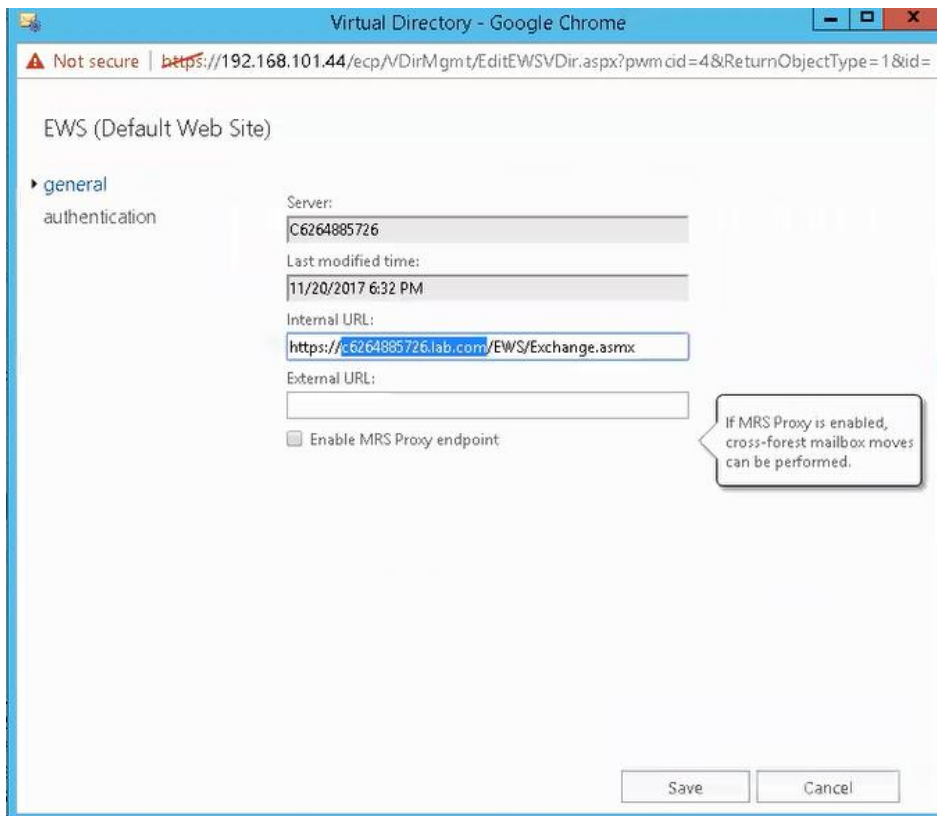 Virtual Directory - Google Chrome
Not secure | https://192.168.101.44/ecp/VDirMgmt/EditEWSVDir.aspx?pwmcid=4&ReturnObjectType=1&id=
EWS (Default Web Site)
general
authentication
Server:
C6264885726
Last modified time:
11/20/2017 6:32 PM
Internal URL:
https://c6264885726.lab.com/EWS/Exchange.asmx
External URL:
Enable MRS Proxy endpoint
If MRS Proxy is enabled,
cross-forest mailbox moves
can be performed.
Save
Cancel